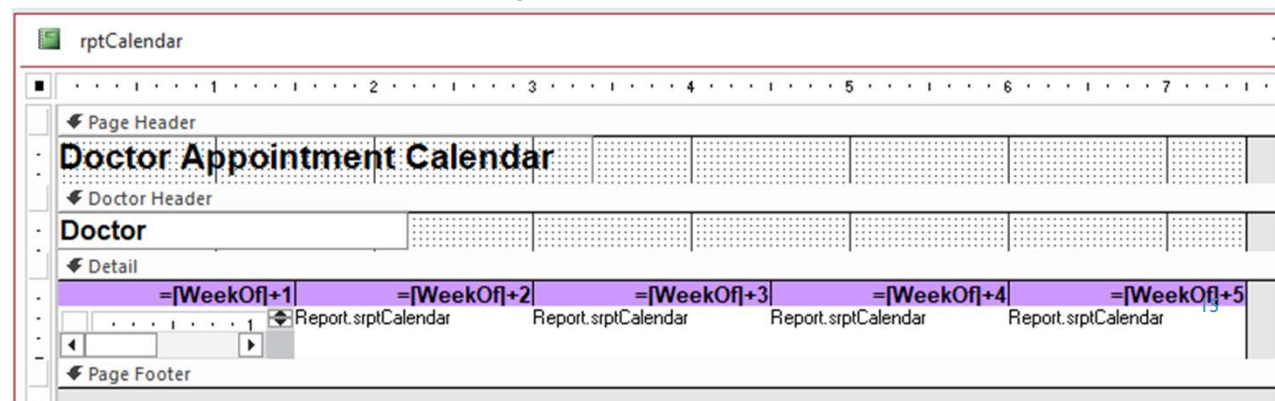 rptCalendar
1 2 3 4 5 6 7
Page Header
Doctor Appointment Calendar
Doctor Header
Doctor
Detail
=[WeekOf]+1 =[WeekOf]+2 =[WeekOf]+3 =[WeekOf]+4 =[WeekOf]+5
15
1 Report.srptCalendar Report.srptCalendar Report.srptCalendar Report.srptCalendar
Page Footer